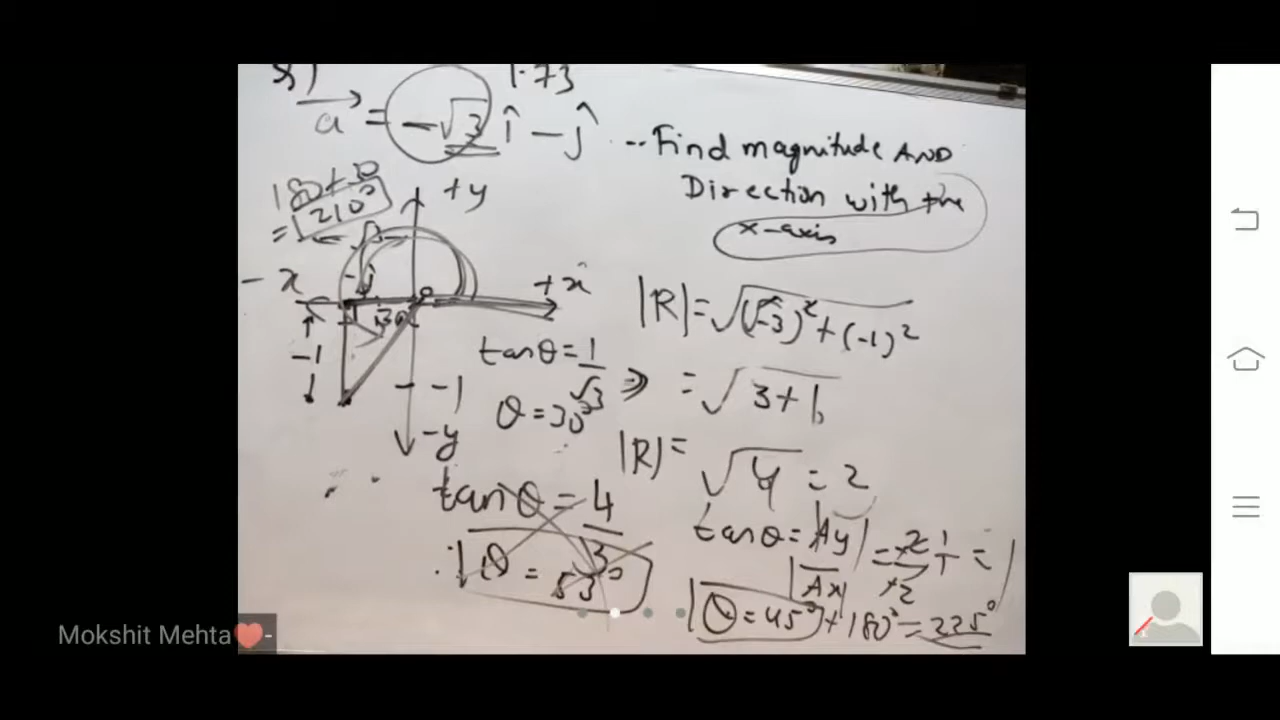 1.73
a = -√3 î - ĵ
-- Find magnitude AND
Direction with the
x-axis
180+30
= 210°
+y
- x
+x
-1
30
-1
-y
tanθ = 1/√3
θ = 30°
|R| = √(√-3)² + (-1)²
= √3+1
|R| = √4 = 2
tanθ = 4/3
θ = 53°
tanθ = |Ay|/|Ax| = = 1
θ = 45° + 180° = 225°
Mokshit Mehta❤️-